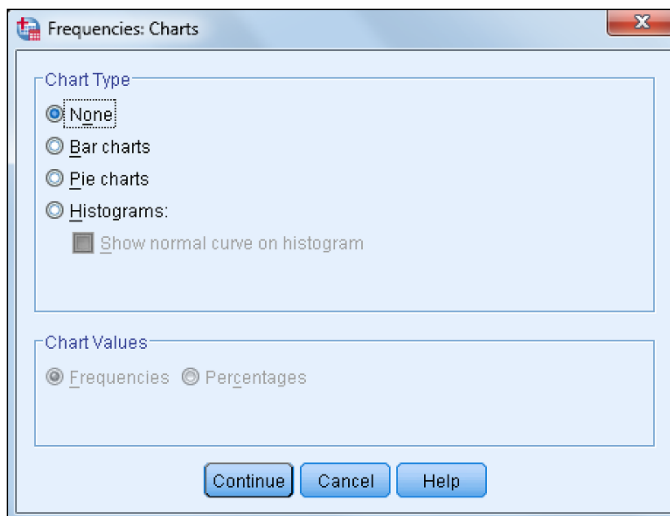 Frequencies: Charts
Chart Type
None
Bar charts
Pie charts
Histograms:
Show normal curve on histogram
Chart Values
Frequencies Percentages
Continue Cancel Help